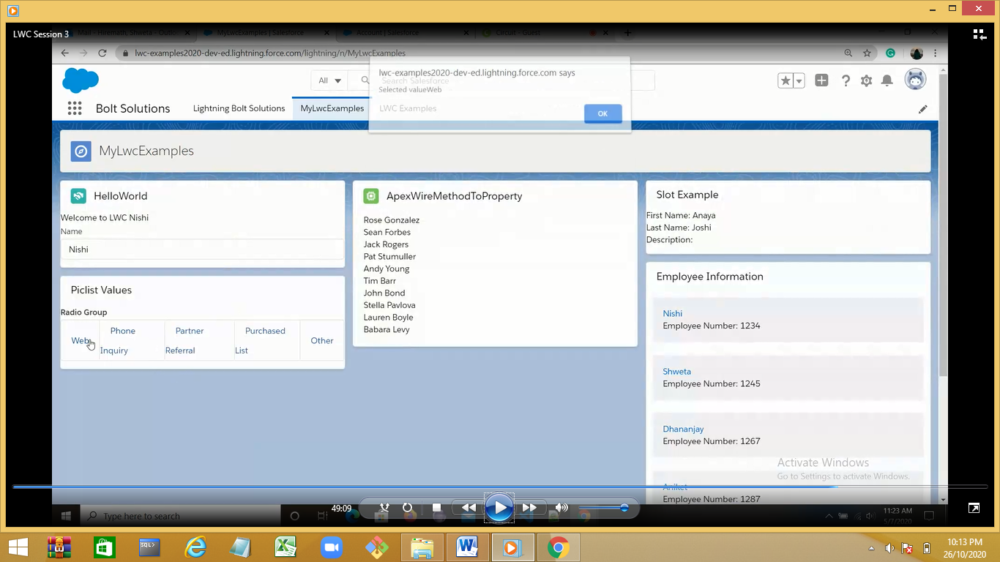 LWC Session 3
Mail - Hiremath, Shweta - Outlo
MyLwcExamples | Salesforce
Account | Salesforce
Circuit - Guest
lwc-examples2020-dev-ed.lightning.force.com/lightning/n/MyLwcExamples
lwc-examples2020-dev-ed.lightning.force.com says
Selected valueWeb
OK
All
Search Salesforce
Bolt Solutions
Lightning Bolt Solutions
MyLwcExamples
LWC Examples
MyLwcExamples
HelloWorld
Welcome to LWC Nishi
Name
Nishi
Piclist Values
Radio Group
Web
Phone
Inquiry
Partner
Referral
Purchased
List
Other
ApexWireMethodToProperty
Rose Gonzalez
Sean Forbes
Jack Rogers
Pat Stumuller
Andy Young
Tim Barr
John Bond
Stella Pavlova
Lauren Boyle
Babara Levy
Slot Example
First Name: Anaya
Last Name: Joshi
Description:
Employee Information
Nishi
Employee Number: 1234
Shweta
Employee Number: 1245
Dhananjay
Employee Number: 1267
Aniket
Employee Number: 1287
Activate Windows
Go to Settings to activate Windows.
49:09
Type here to search
11:23 AM
5/7/2020
SQL>
10:13 PM
26/10/2020